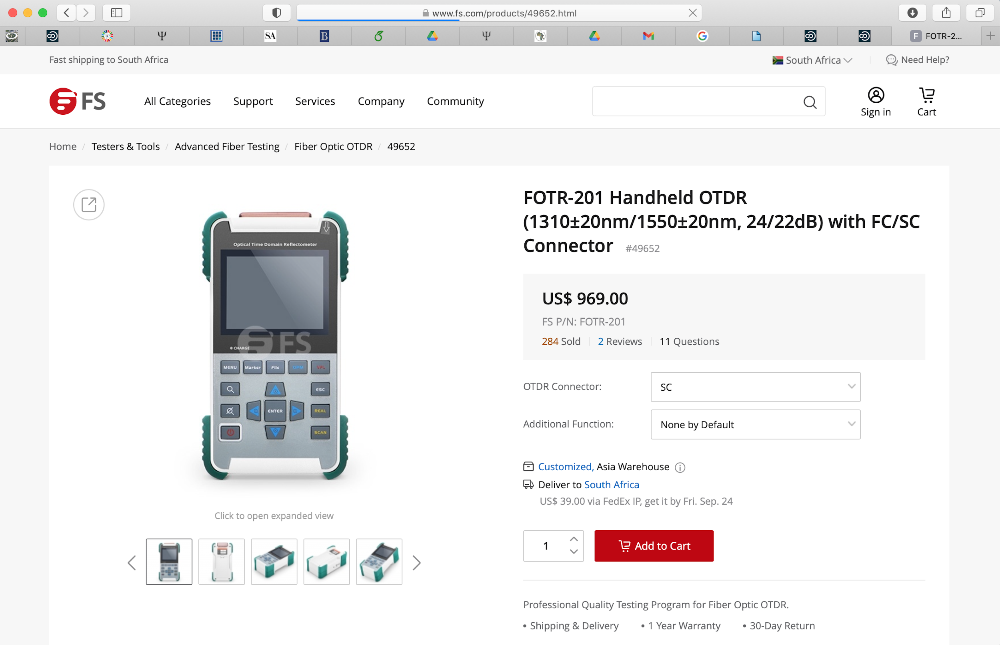 www.fs.com/products/49652.html
Ψ
SA
B
Ψ
G
F FOTR-2...
Fast shipping to South Africa
South Africa
Need Help?
FS
All Categories
Support
Services
Company
Community
Sign in
Cart
Home / Testers & Tools / Advanced Fiber Testing / Fiber Optic OTDR / 49652
FOTR-201 Handheld OTDR
(1310±20nm/1550±20nm, 24/22dB) with FC/SC
Connector #49652
Optical Time Domain Reflectometer
FS
CHARGE
MENU Marker File OPM VFL
ESC
ENTER REAL
SCAN
Click to open expanded view
US$ 969.00
FS P/N: FOTR-201
284 Sold 2 Reviews 11 Questions
OTDR Connector: SC
Additional Function: None by Default
Customized, Asia Warehouse
Deliver to South Africa
US$ 39.00 via FedEx IP, get it by Fri. Sep. 24
1
Add to Cart
Professional Quality Testing Program for Fiber Optic OTDR.
• Shipping & Delivery • 1 Year Warranty • 30-Day Return